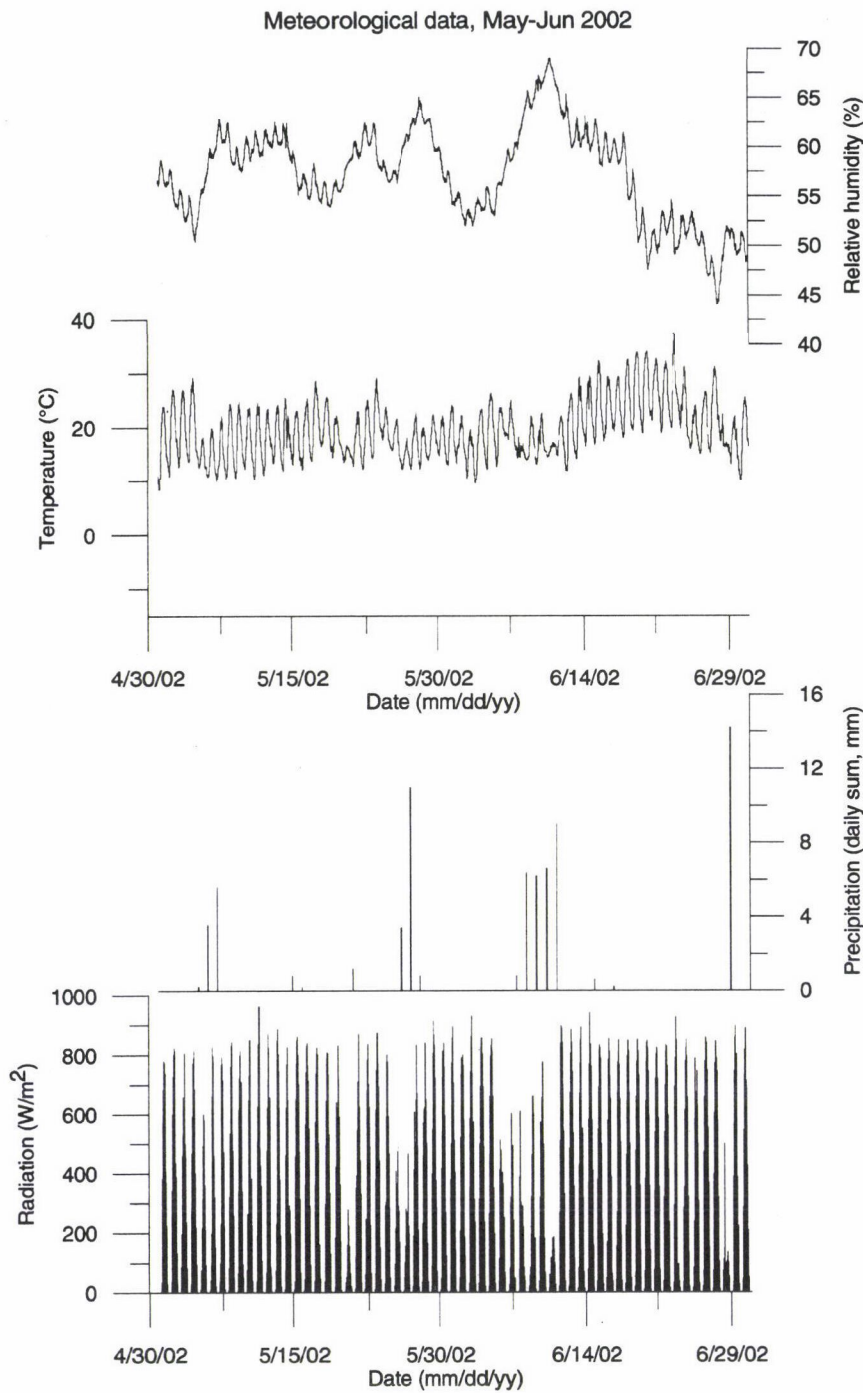 Meteorological data, May-Jun 2002
70
65
60
55
50
45
40
Relative humidity (%)
40
20
0
Temperature (°C)
4/30/02 5/15/02 5/30/02 6/14/02 6/29/02
Date (mm/dd/yy)
16
12
8
4
0
Precipitation (daily sum, mm)
1000
800
600
400
200
0
Radiation (W/m²)
4/30/02 5/15/02 5/30/02 6/14/02 6/29/02
Date (mm/dd/yy)